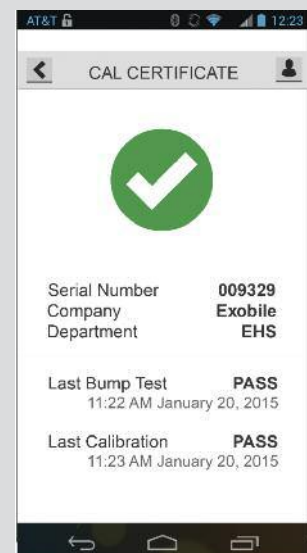 AT&T 12:23
CAL CERTIFICATE
Serial Number 009329
Company Exobile
Department EHS
Last Bump Test PASS
11:22 AM January 20, 2015
Last Calibration PASS
11:23 AM January 20, 2015